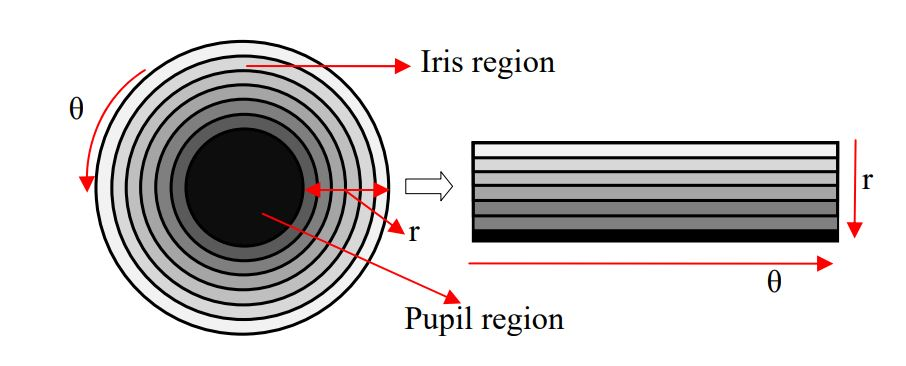 Iris region
θ
r
r
θ
Pupil region